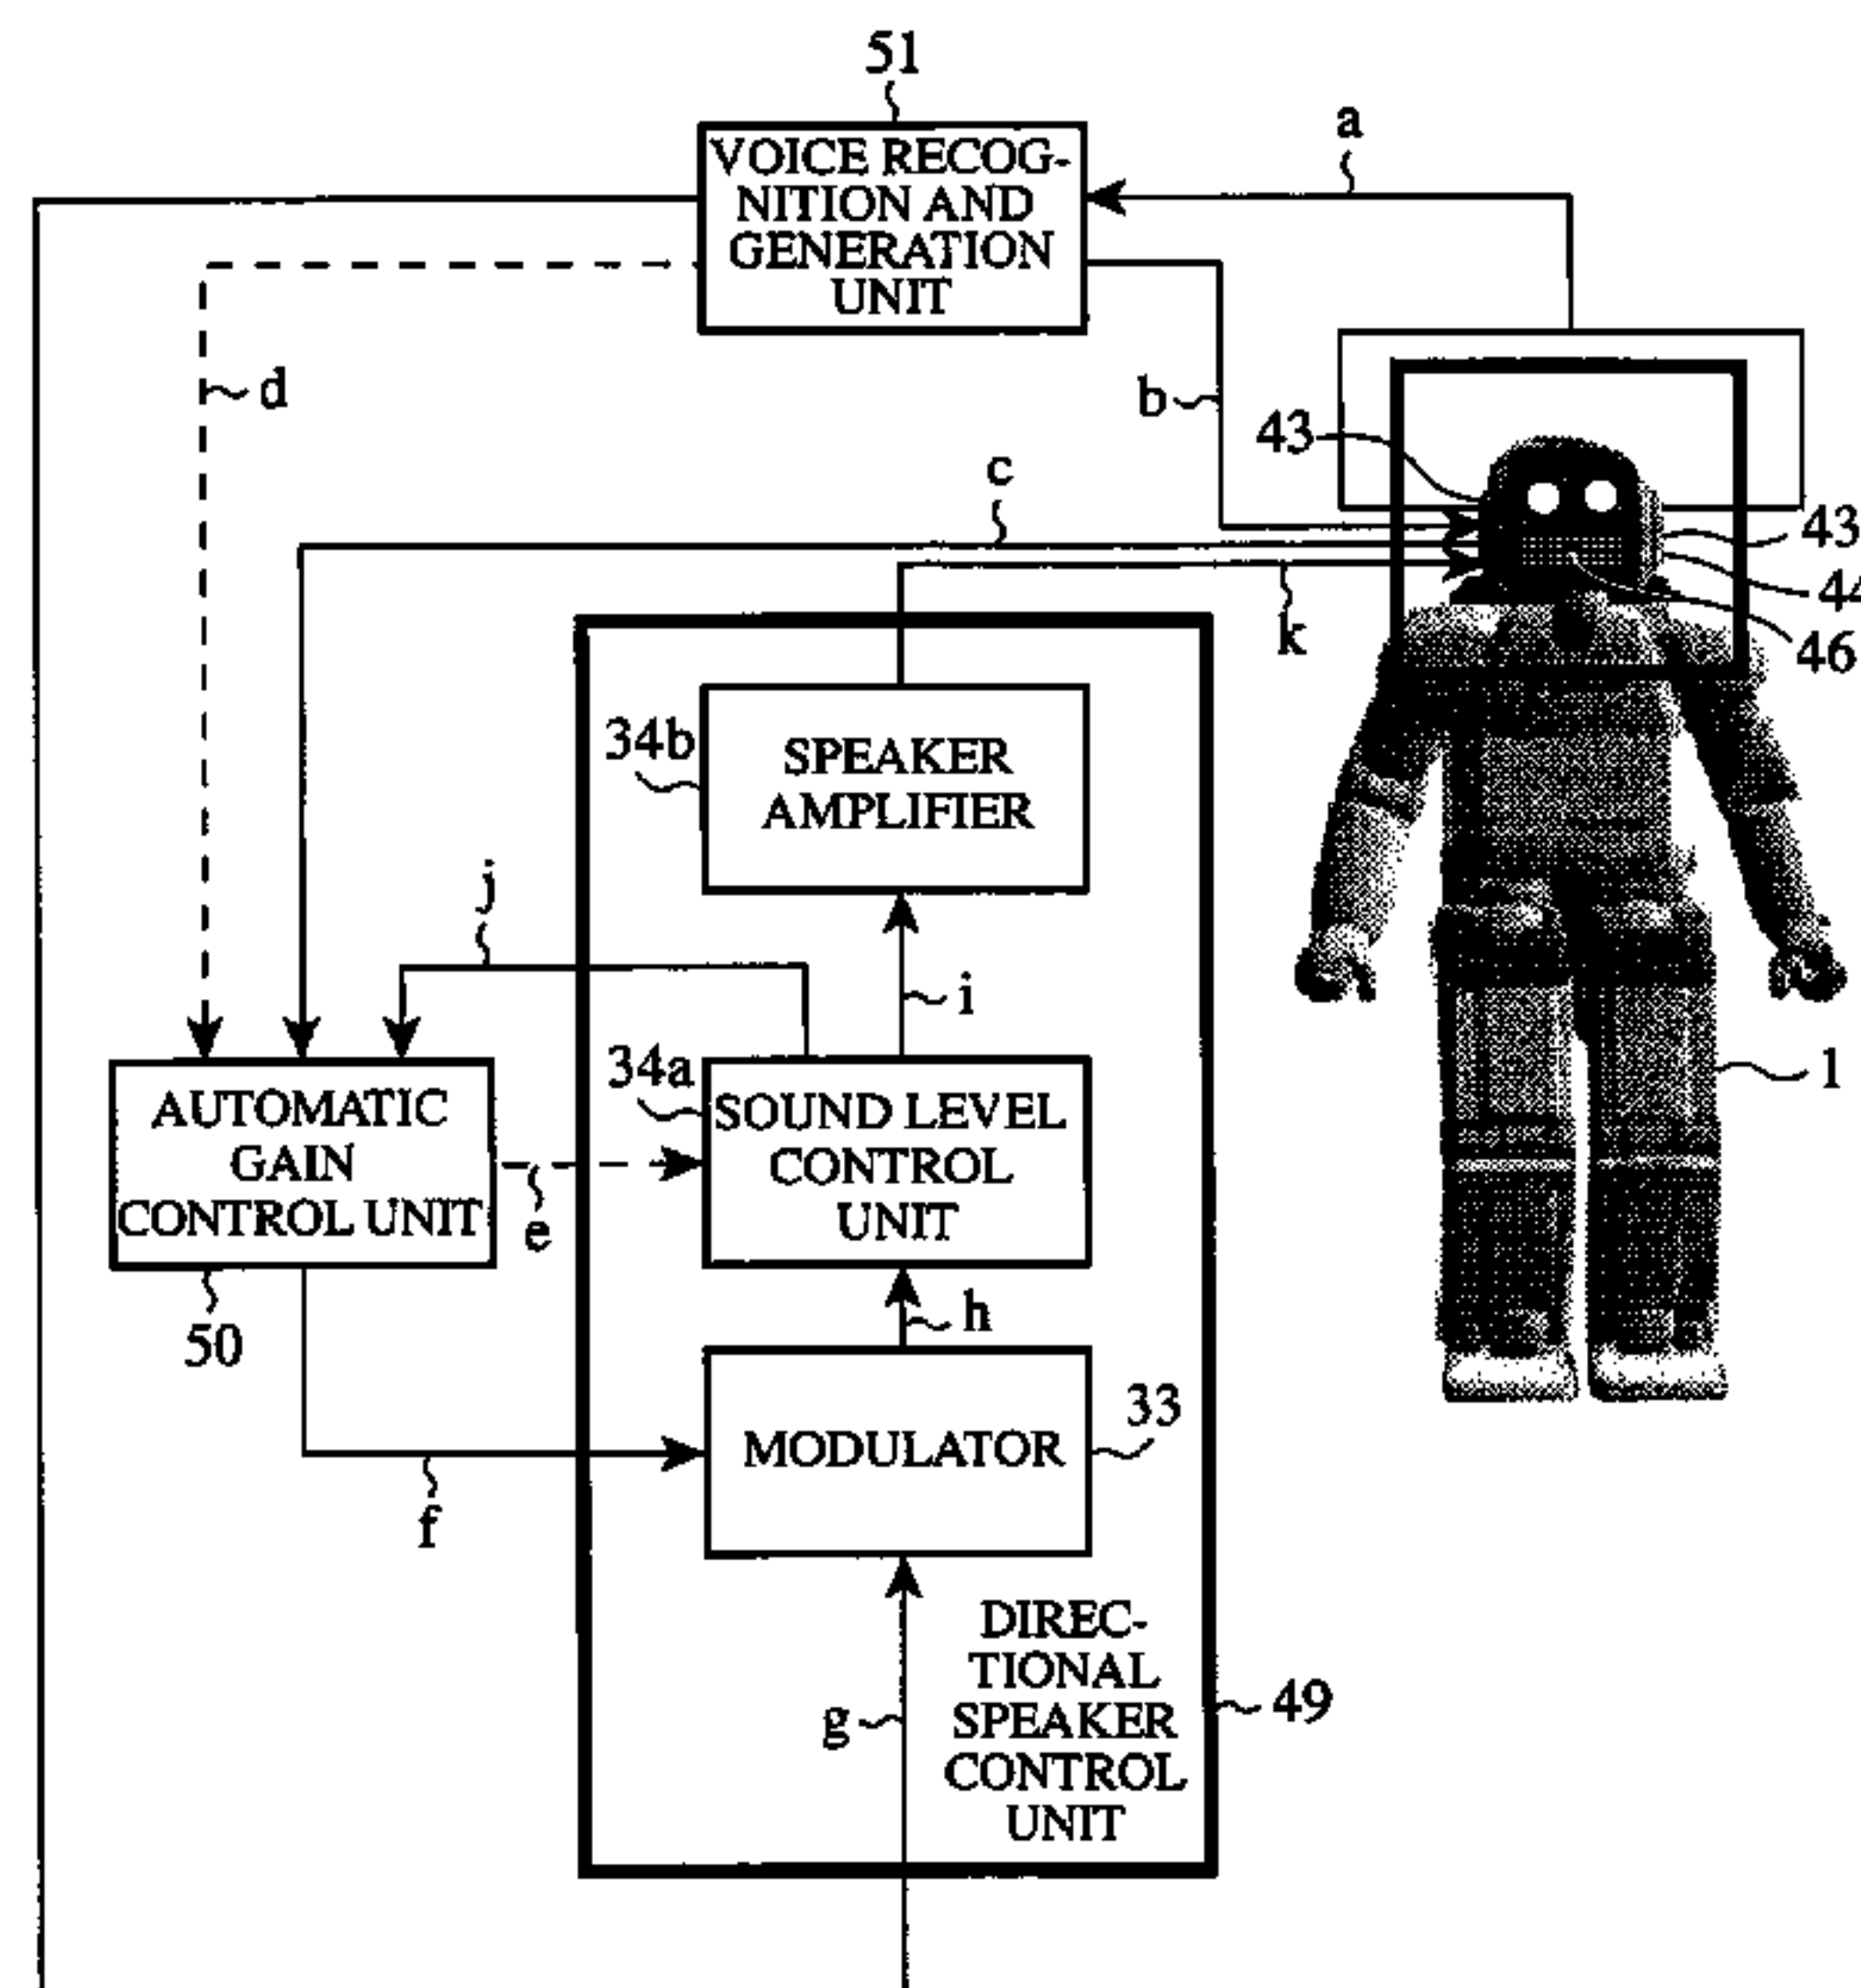 51
VOICE RECOG-
NITION AND
GENERATION
UNIT
a
d
b
43
c
43
44
46
k
34b
SPEAKER
AMPLIFIER
j
i
34a
SOUND LEVEL
CONTROL
UNIT
1
AUTOMATIC
GAIN
CONTROL UNIT
e
50
h
33
MODULATOR
f
DIREC-
TIONAL
SPEAKER
CONTROL
UNIT
g
49